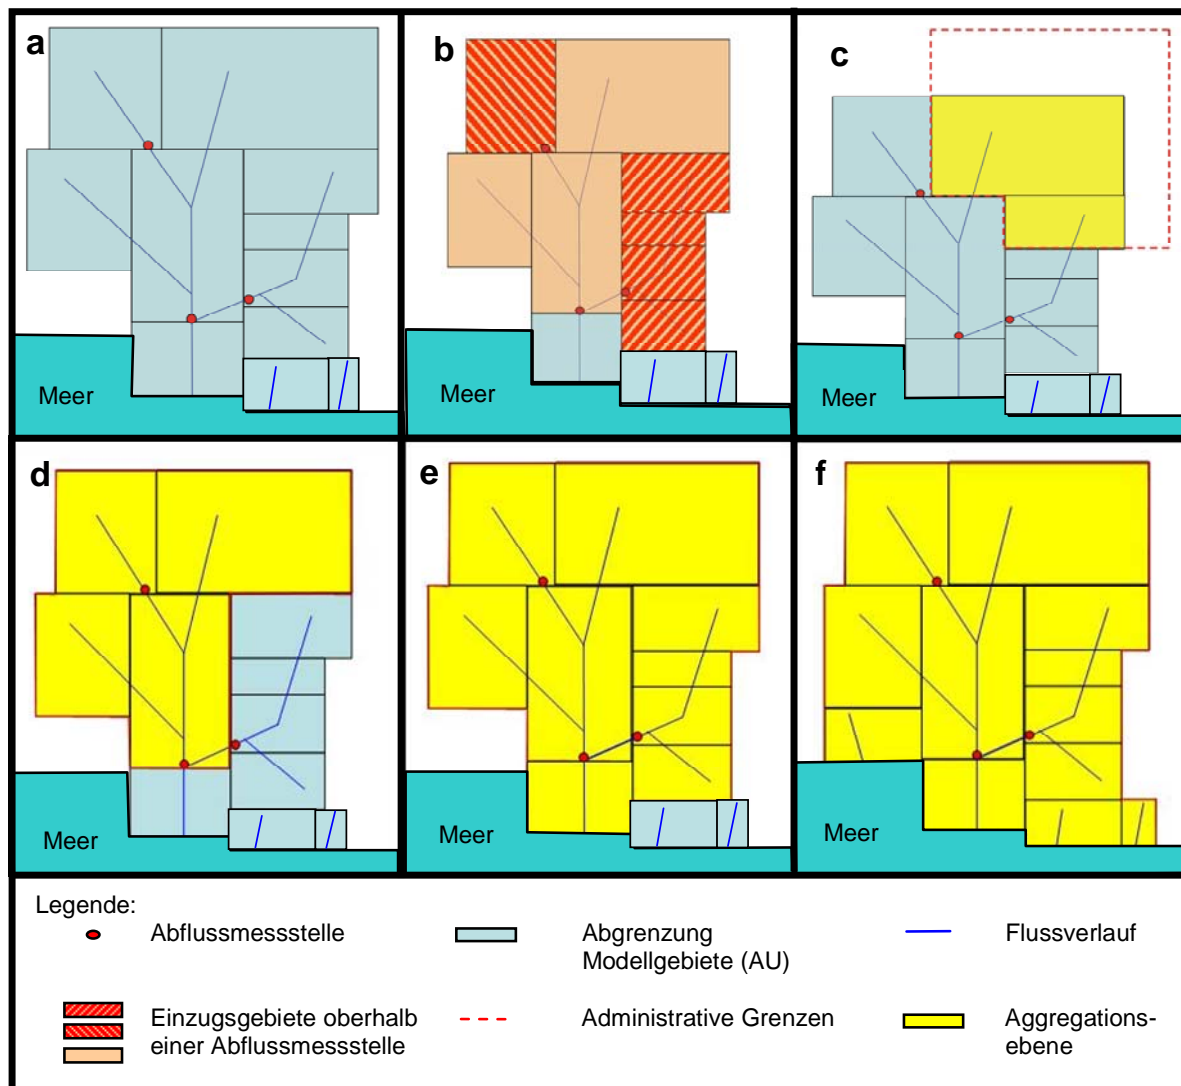 a
b
c
Meer
Meer
Meer
d
e
f
Meer
Meer
Meer
Legende:
Abflussmessstelle
Abgrenzung
Modellgebiete (AU)
Flussverlauf
Einzugsgebiete oberhalb
einer Abflussmessstelle
Administrative Grenzen
Aggregations-
ebene